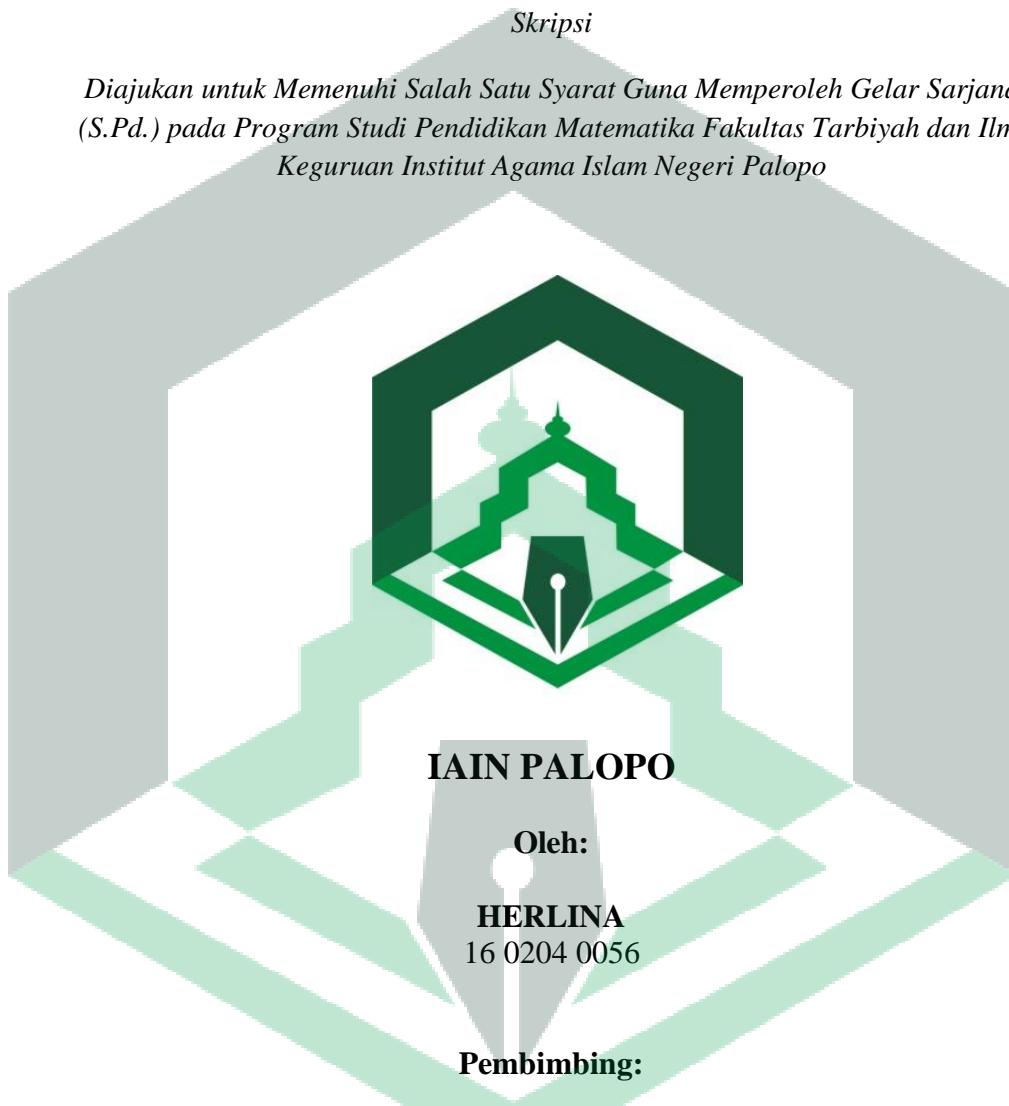 Skripsi
Diajukan untuk Memenuhi Salah Satu Syarat Guna Memperoleh Gelar Sarjana
(S.Pd.) pada Program Studi Pendidikan Matematika Fakultas Tarbiyah dan Ilm
Keguruan Institut Agama Islam Negeri Palopo
IAIN PALOPO
Oleh:
HERLINA
16 0204 0056
Pembimbing: